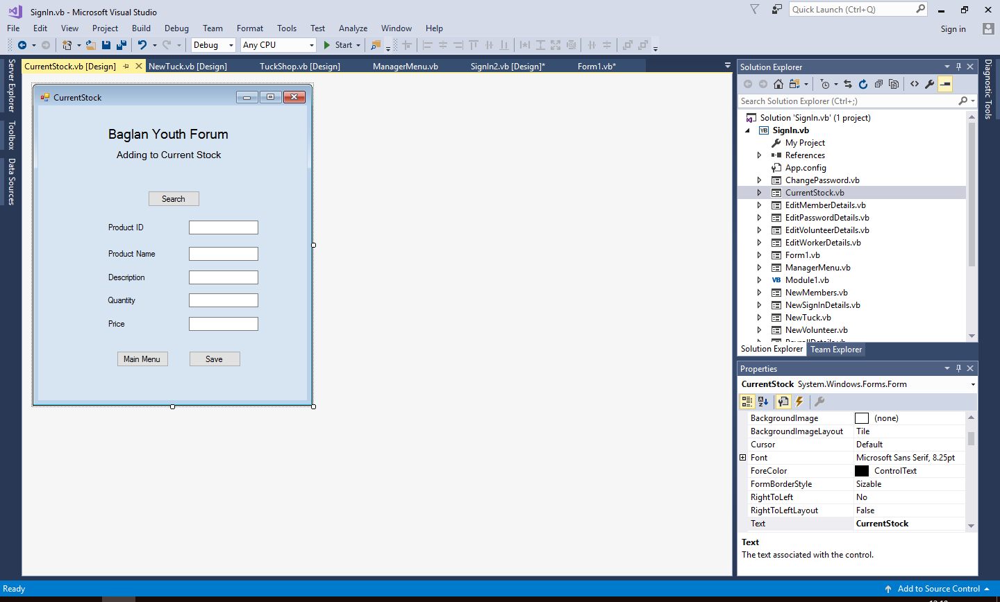 SignIn.vb - Microsoft Visual Studio
Quick Launch (Ctrl+Q)
File Edit View Project Build Debug Team Format Tools Test Analyze Window Help
Sign in
Debug Any CPU Start
Server Explorer
Toolbox
Data Sources
CurrentStock.vb [Design] NewTuck.vb [Design] TuckShop.vb [Design] ManagerMenu.vb SignIn2.vb [Design]* Form1.vb*
CurrentStock
Baglan Youth Forum
Adding to Current Stock
Search
Product ID
Product Name
Description
Quantity
Price
Main Menu Save
Solution Explorer
Search Solution Explorer (Ctrl+;)
Solution 'SignIn.vb' (1 project)
VB SignIn.vb
My Project
References
App.config
ChangePassword.vb
CurrentStock.vb
EditMemberDetails.vb
EditPasswordDetails.vb
EditVolunteerDetails.vb
EditWorkerDetails.vb
Form1.vb
ManagerMenu.vb
VB Module1.vb
NewMembers.vb
NewSignInDetails.vb
NewTuck.vb
NewVolunteer.vb
Solution Explorer Team Explorer
Properties
CurrentStock System.Windows.Forms.Form
BackgroundImage (none)
BackgroundImageLayout Tile
Cursor Default
Font Microsoft Sans Serif, 8.25pt
ForeColor ControlText
FormBorderStyle Sizable
RightToLeft No
RightToLeftLayout False
Text CurrentStock
Text
The text associated with the control.
Diagnostic Tools
Ready
Add to Source Control